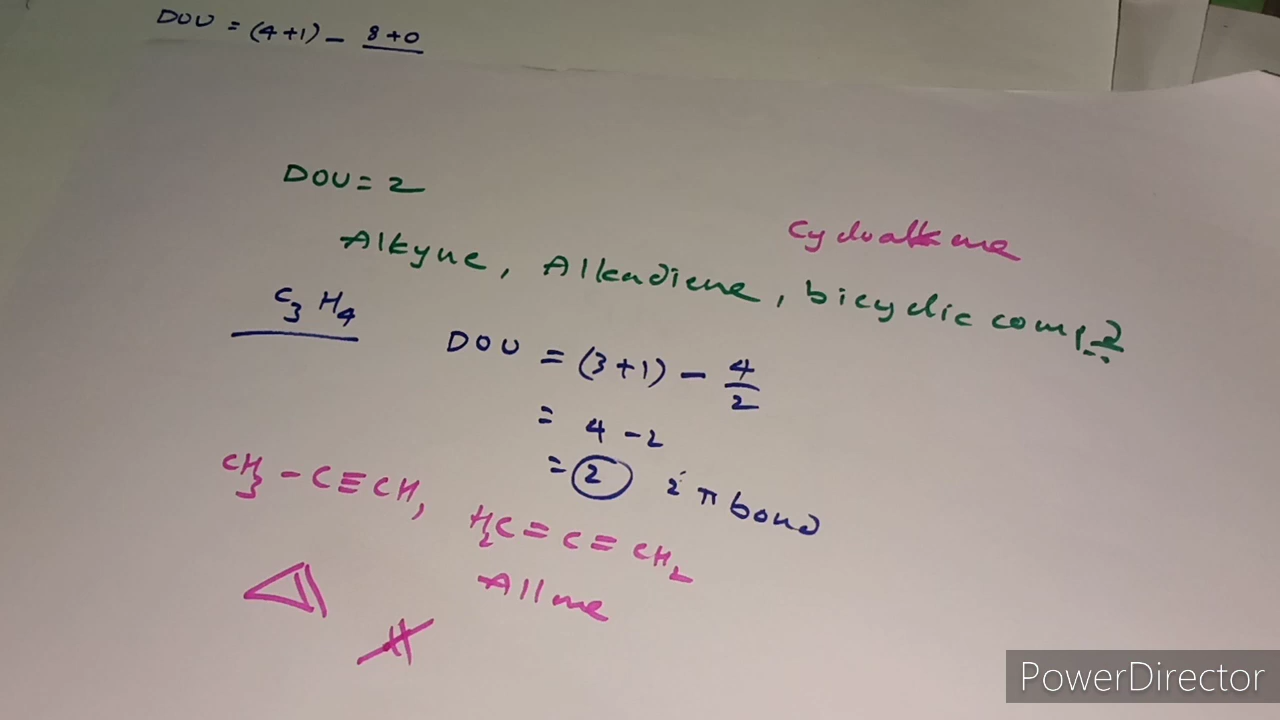 DOU = (4+1) – 8+0
DOU = 2
Cycloalkene
Alkyne, Alkadiene, bicyclic comp.
C3H4
DOU = (3+1) – 4/2
= 4 – 2
= 2 2 π bond
CH3 – C≡CH, H2C = C = CH2
Allene
PowerDirector